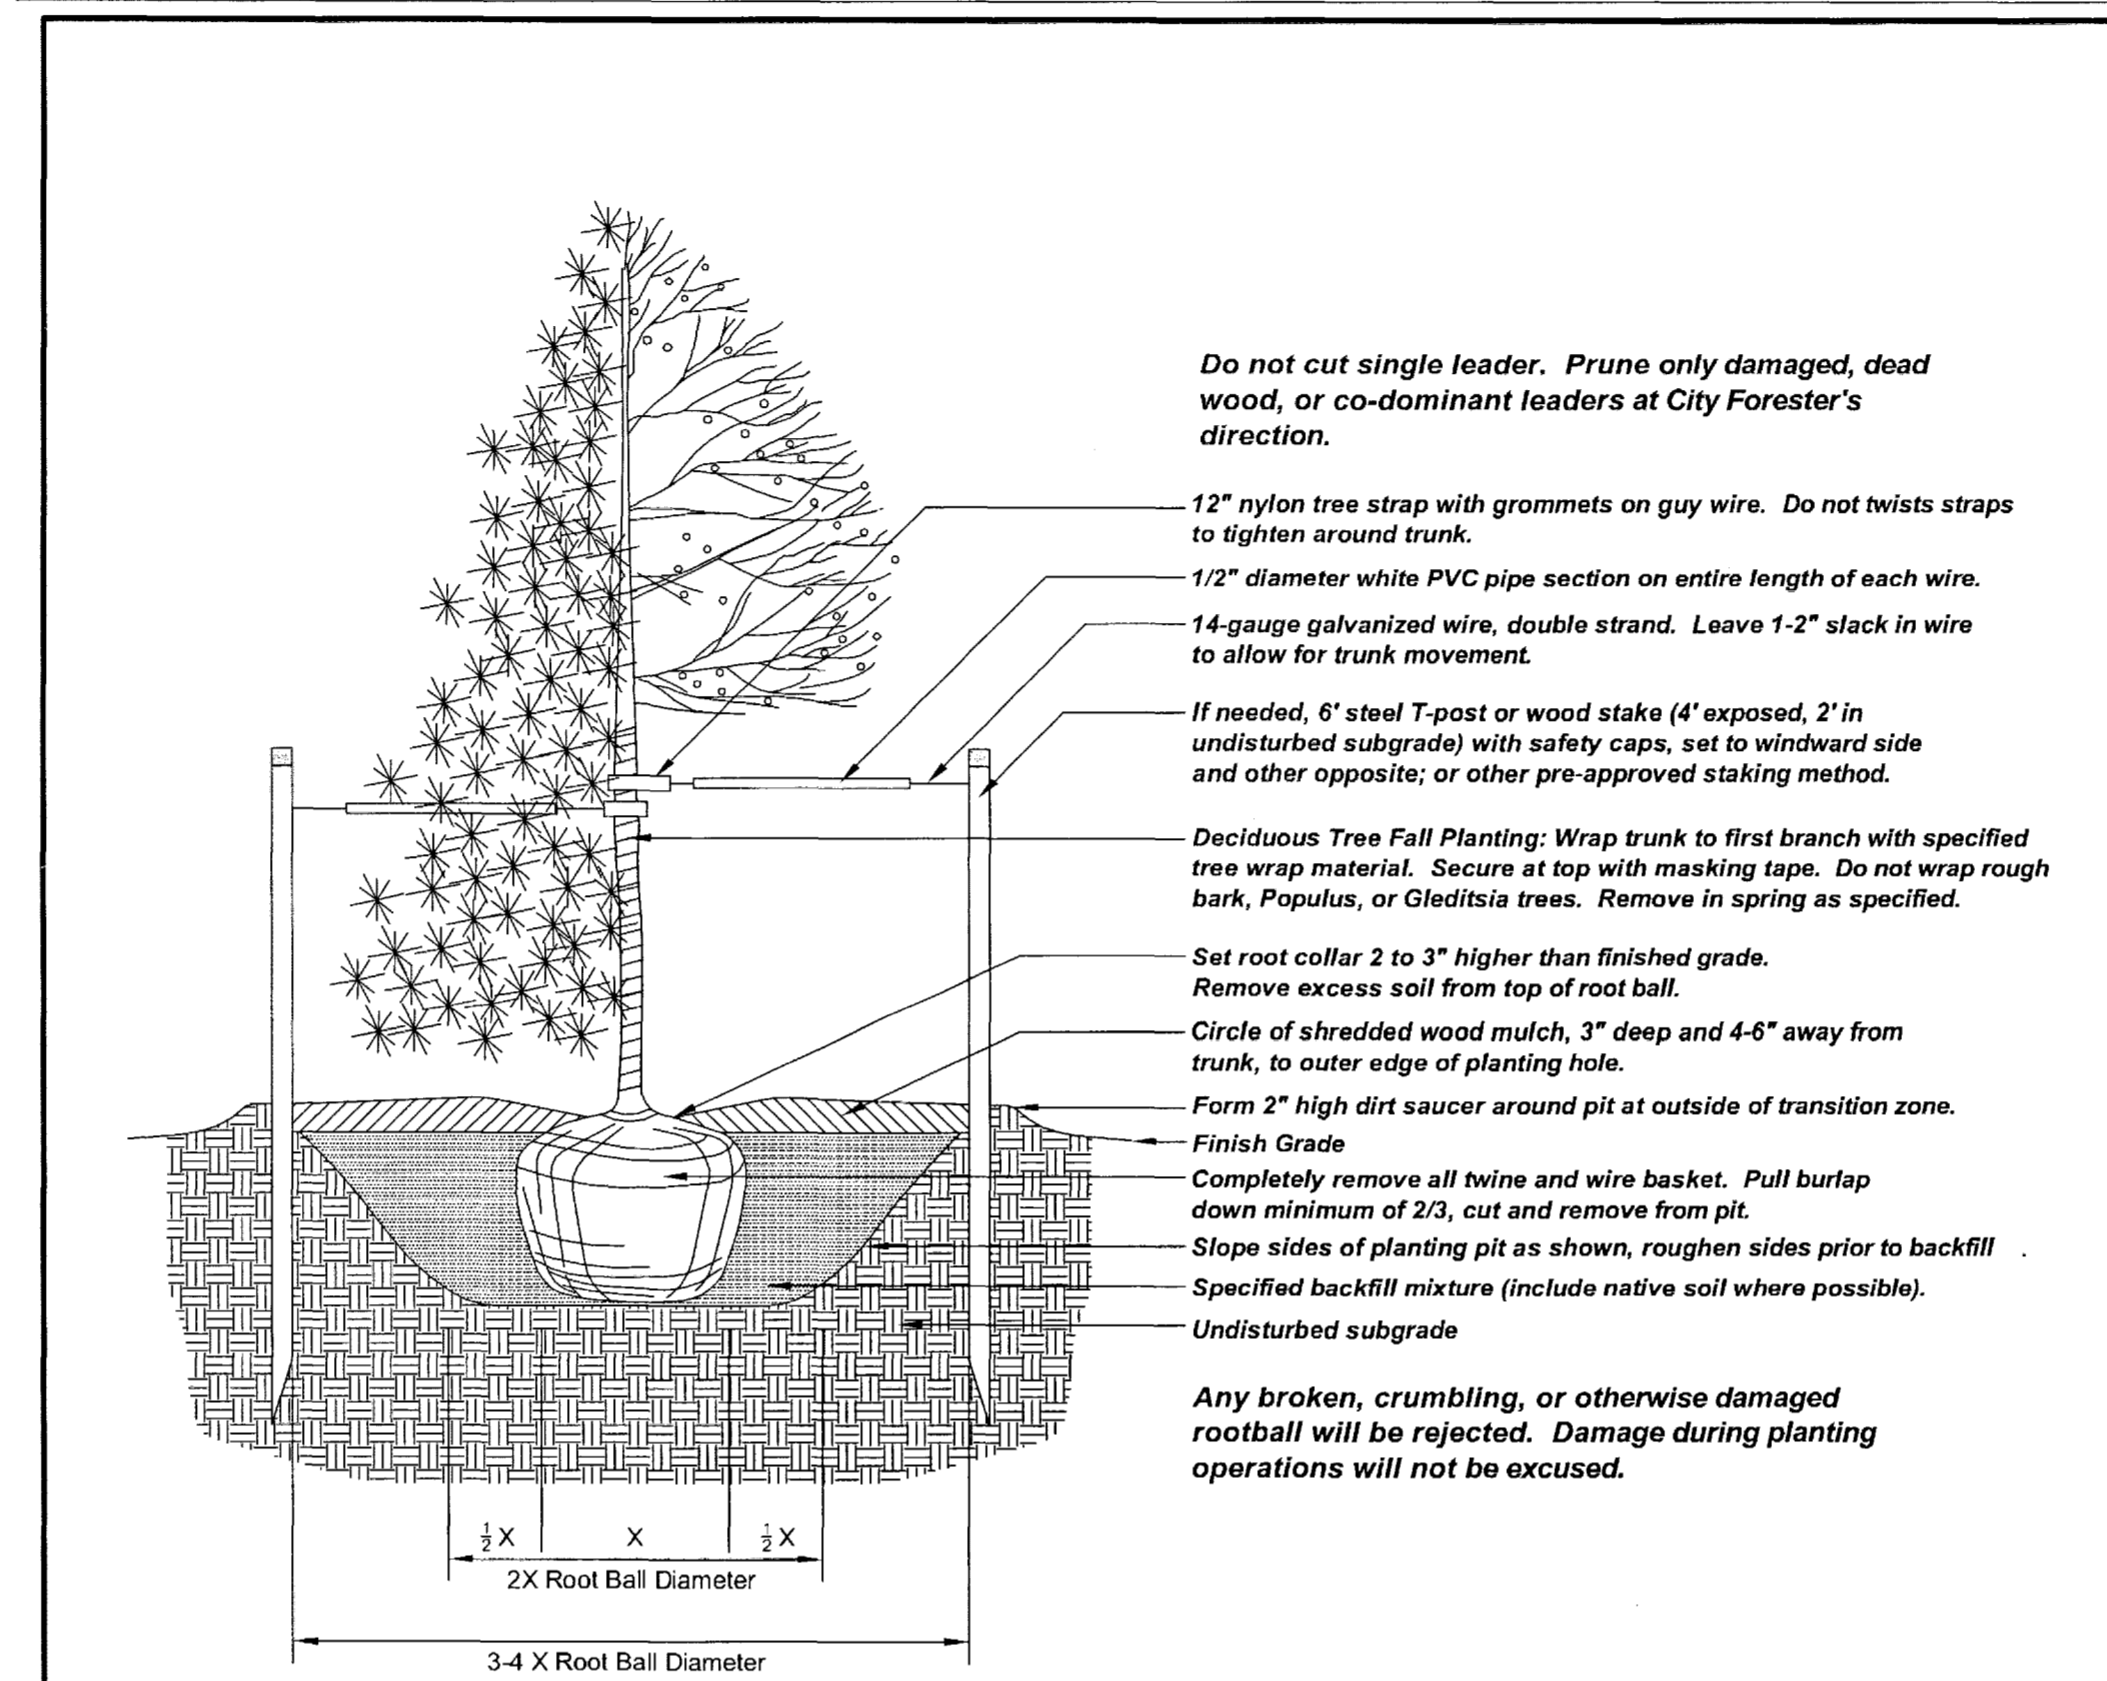 Do not cut single leader. Prune only damaged, dead
wood, or co-dominant leaders at City Forester's
direction.
12" nylon tree strap with grommets on guy wire. Do not twists straps
to tighten around trunk.
1/2" diameter white PVC pipe section on entire length of each wire.
14-gauge galvanized wire, double strand. Leave 1-2" slack in wire
to allow for trunk movement.
If needed, 6' steel T-post or wood stake (4' exposed, 2' in
undisturbed subgrade) with safety caps, set to windward side
and other opposite; or other pre-approved staking method.
Deciduous Tree Fall Planting: Wrap trunk to first branch with specified
tree wrap material. Secure at top with masking tape. Do not wrap rough
bark, Populus, or Gleditsia trees. Remove in spring as specified.
Set root collar 2 to 3" higher than finished grade.
Remove excess soil from top of root ball.
Circle of shredded wood mulch, 3" deep and 4-6" away from
trunk, to outer edge of planting hole.
Form 2" high dirt saucer around pit at outside of transition zone.
Finish Grade
Completely remove all twine and wire basket. Pull burlap
down minimum of 2/3, cut and remove from pit.
Slope sides of planting pit as shown, roughen sides prior to backfill .
Specified backfill mixture (include native soil where possible).
Undisturbed subgrade
Any broken, crumbling, or otherwise damaged
rootball will be rejected. Damage during planting
operations will not be excused.
½ X X ½ X
2X Root Ball Diameter
3-4 X Root Ball Diameter